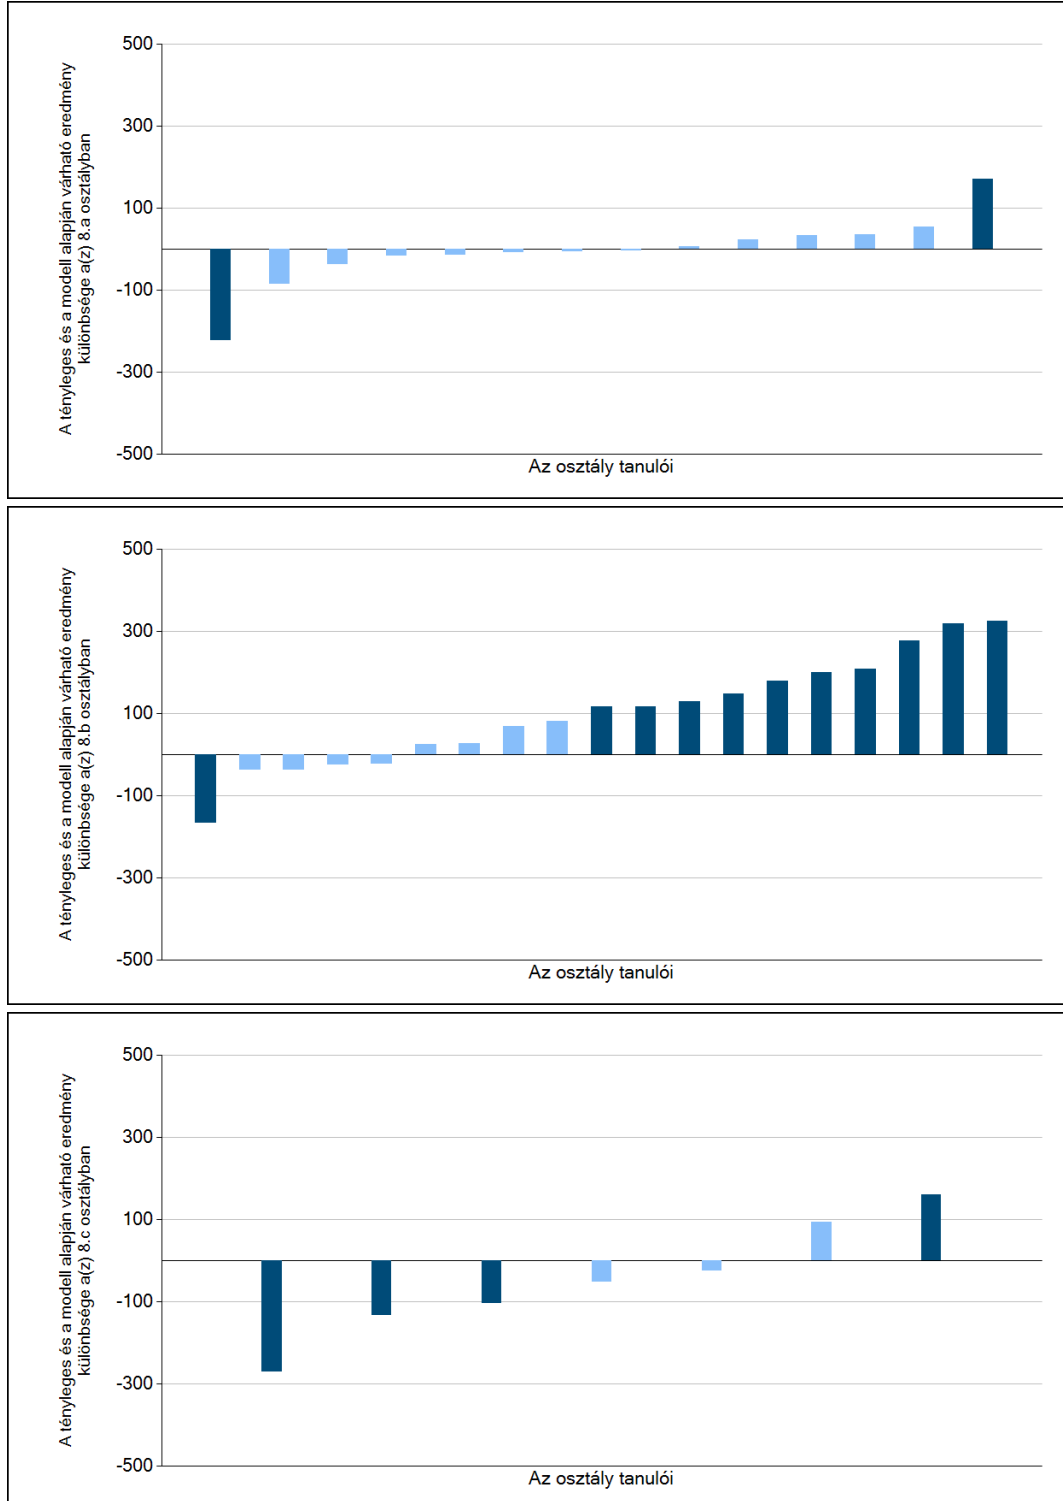 A tényleges és a modell alapján várható eredmény
különbsége a(z) 8.a osztályban
500
300
100
-100
-300
-500
Az osztály tanulói
A tényleges és a modell alapján várható eredmény
különbsége a(z) 8.b osztályban
500
300
100
-100
-300
-500
Az osztály tanulói
A tényleges és a modell alapján várható eredmény
különbsége a(z) 8.c osztályban
500
300
100
-100
-300
-500
Az osztály tanulói